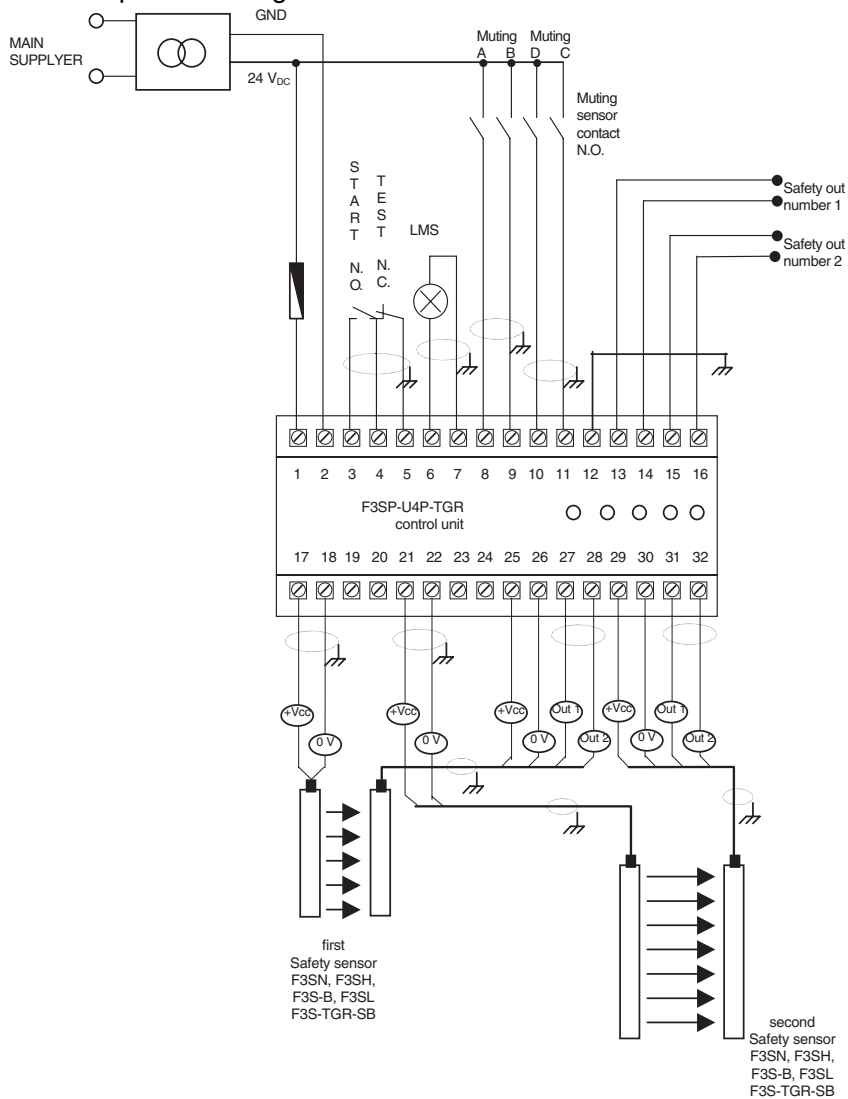 GND
MAIN
SUPPLYER
24 VDC
Muting Muting
A B D C
Muting
sensor
contact
N.O.
START N.O.
TEST N.C.
LMS
Safety out
number 1
Safety out
number 2
1 2 3 4 5 6 7 8 9 10 11 12 13 14 15 16
F3SP-U4P-TGR
control unit
17 18 19 20 21 22 23 24 25 26 27 28 29 30 31 32
+Vcc +Vcc +Vcc Out 1 +Vcc Out 1
0 V 0 V 0 V Out 2 0 V Out 2
first
Safety sensor
F3SN, F3SH,
F3S-B, F3SL
F3S-TGR-SB
second
Safety sensor
F3SN, F3SH,
F3S-B, F3SL
F3S-TGR-SB